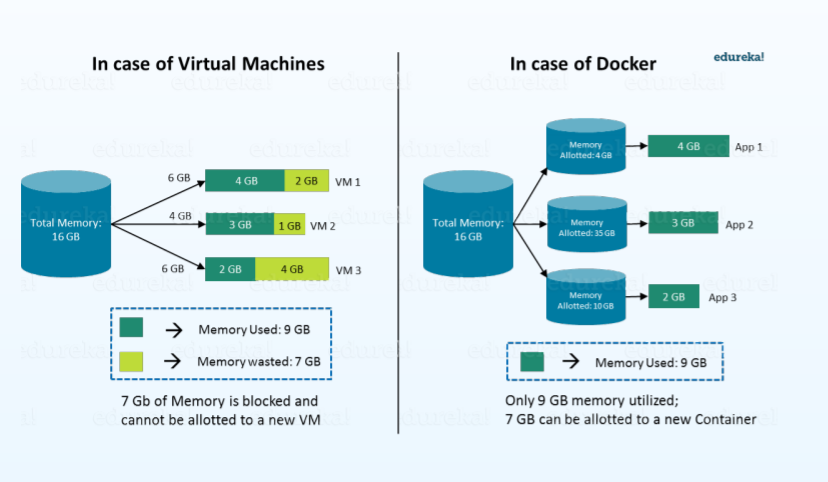 In case of Virtual Machines
Total Memory:
16 GB
6 GB
4 GB
2 GB
VM 1
4 GB
3 GB
1 GB
VM 2
6 GB
2 GB
4 GB
VM 3
Memory Used: 9 GB
Memory wasted: 7 GB
7 Gb of Memory is blocked and
cannot be allotted to a new VM
In case of Docker
edureka!
Total Memory:
16 GB
Memory
Allotted: 4 GB
4 GB
App 1
Memory
Allotted: 35 GB
3 GB
App 2
Memory
Allotted: 10 GB
2 GB
App 3
Memory Used: 9 GB
Only 9 GB memory utilized;
7 GB can be allotted to a new Container